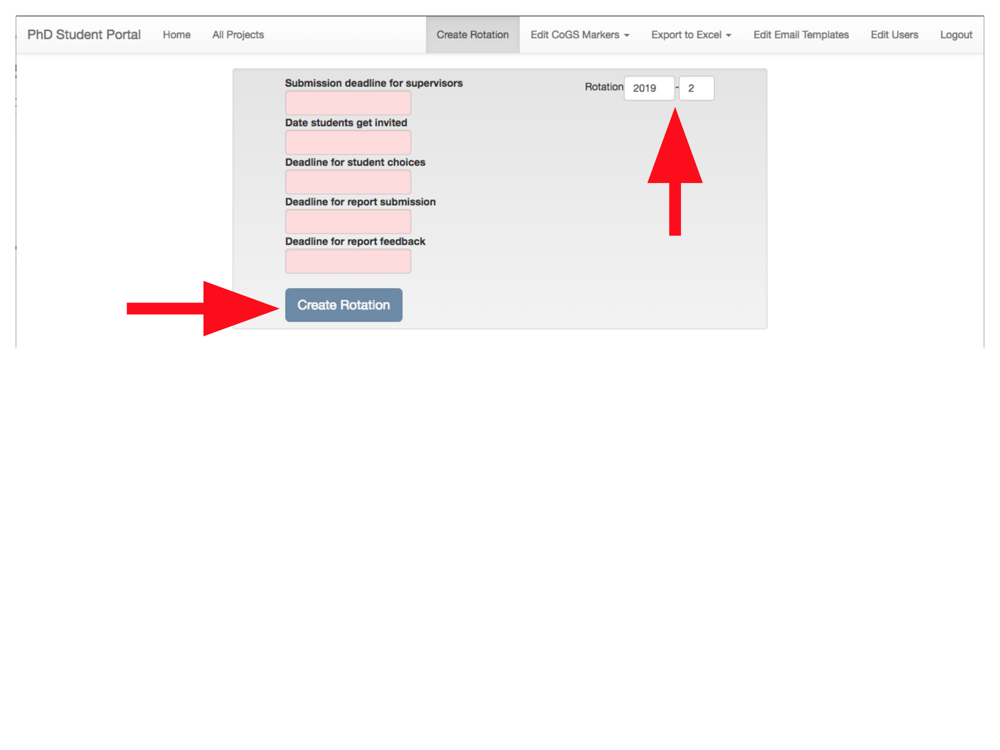 PhD Student Portal Home All Projects Create Rotation Edit CoGS Markers Export to Excel Edit Email Templates Edit Users Logout
Submission deadline for supervisors
Rotation 2019 - 2
Date students get invited
Deadline for student choices
Deadline for report submission
Deadline for report feedback
Create Rotation